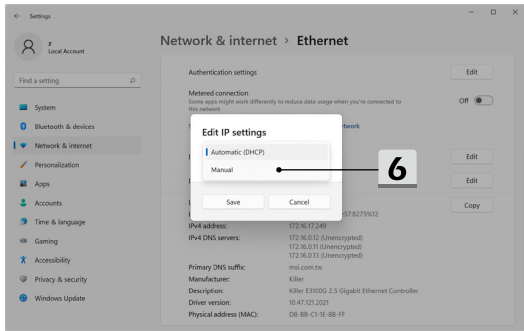 Settings
z
Local Account
Find a setting
System
Bluetooth & devices
Network & internet
Personalization
Apps
Accounts
Time & language
Gaming
Accessibility
Privacy & security
Windows Update
Network & internet > Ethernet
Authentication settings
Edit
Metered connection
Some apps might work differently to reduce data usage when you're connected to
this network
Off
Edit IP settings
Automatic (DHCP)
Manual
6
Save
Cancel
Edit
Edit
Copy
IPv4 address: 172.16.17.249
IPv4 DNS servers: 172.16.0.12 (Unencrypted)
172.16.0.11 (Unencrypted)
172.16.0.13 (Unencrypted)
Primary DNS suffix: msi.com.tw
Manufacturer: Killer
Description: Killer E3100G 2.5 Gigabit Ethernet Controller
Driver version: 10.47.121.2021
Physical address (MAC): D8-BB-C1-1E-8B-FF